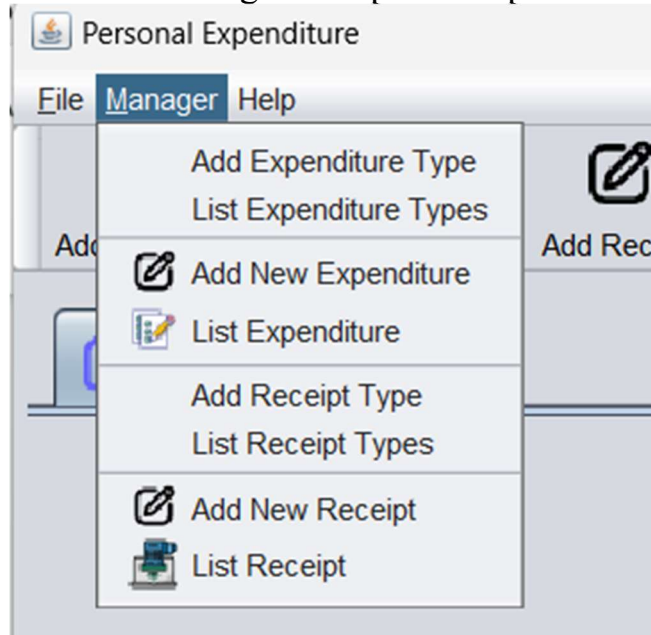 Personal Expenditure
File Manager Help
Add Expenditure Type
List Expenditure Types
Add Rec
Add New Expenditure
List Expenditure
Add Receipt Type
List Receipt Types
Add New Receipt
List Receipt